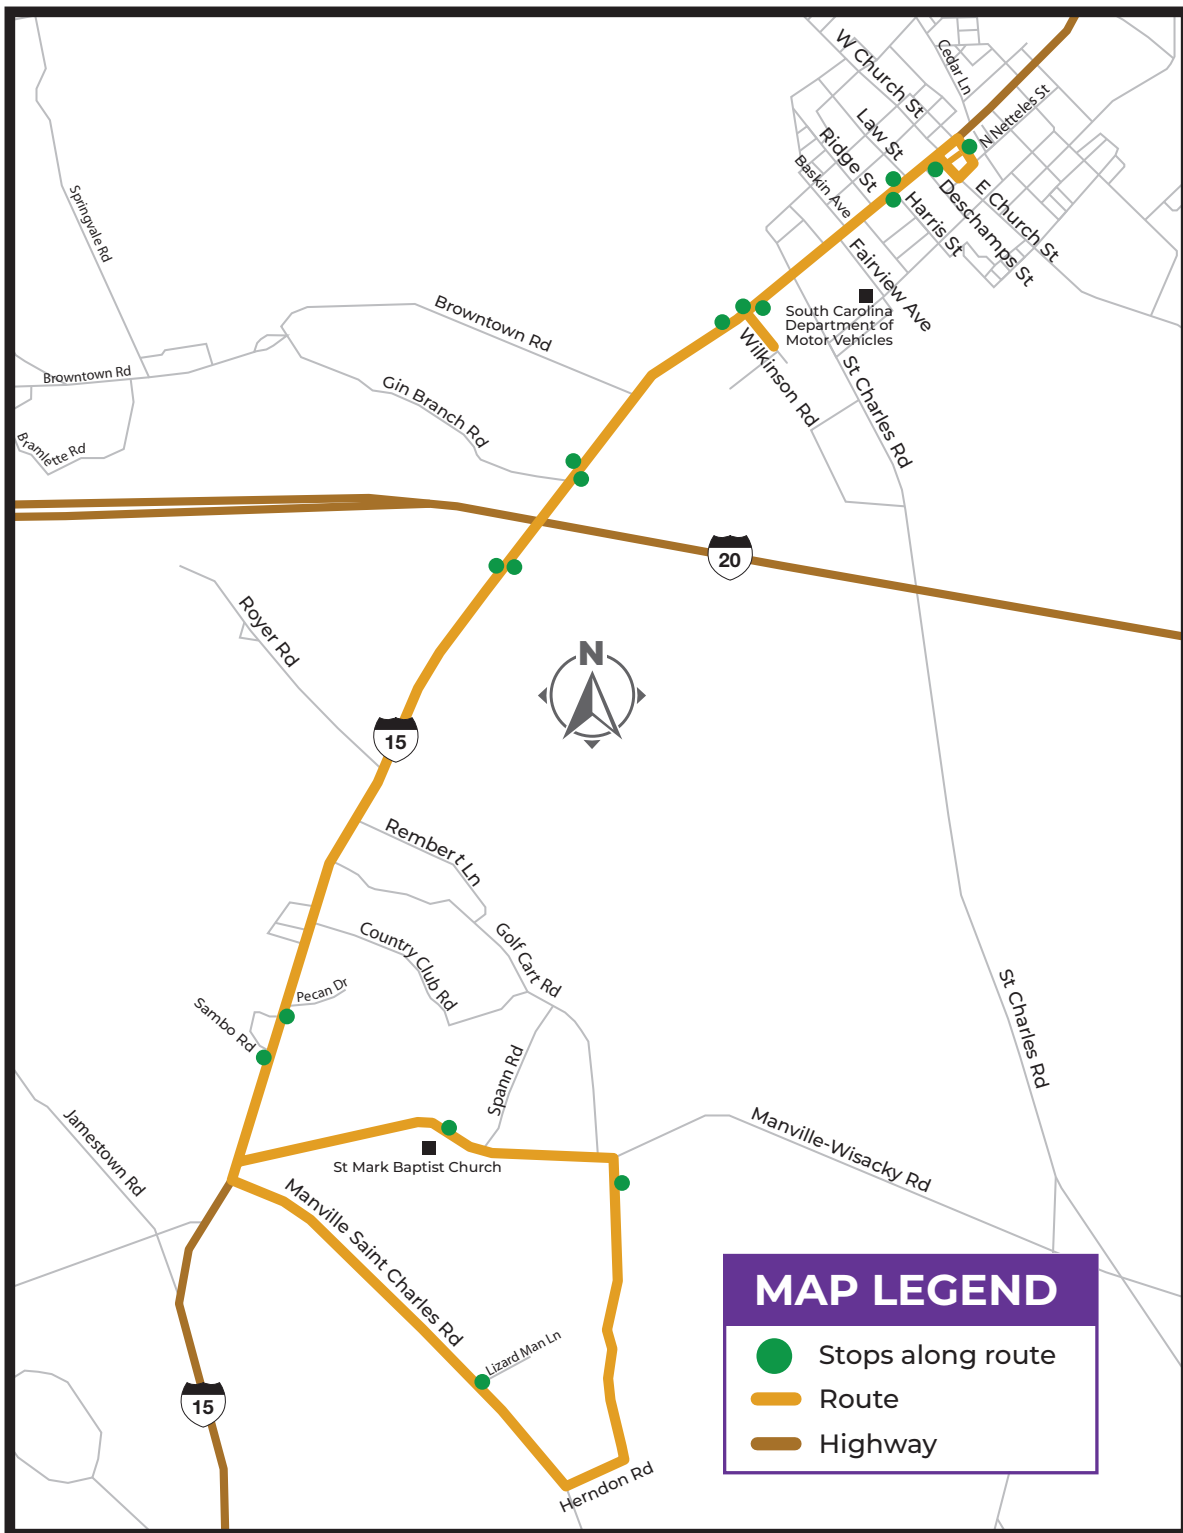 W Church St
Cedar Ln
N Netteles St
Law St
Ridge St
Baskin Ave
Harris St
Deschamps St
E Church St
Fairview Ave
Springvale Rd
South Carolina
Department of
Motor Vehicles
Browntown Rd
Wilkinson Rd
St Charles Rd
Browntown Rd
Gin Branch Rd
Bramlette Rd
20
Royer Rd
N
15
Rembert Ln
Golf Cart Rd
Country Club Rd
Pecan Dr
Sambo Rd
St Charles Rd
Spann Rd
Jamestown Rd
Manville-Wisacky Rd
St Mark Baptist Church
Manville Saint Charles Rd
Lizard Man Ln
15
Herndon Rd
MAP LEGEND
Stops along route
Route
Highway